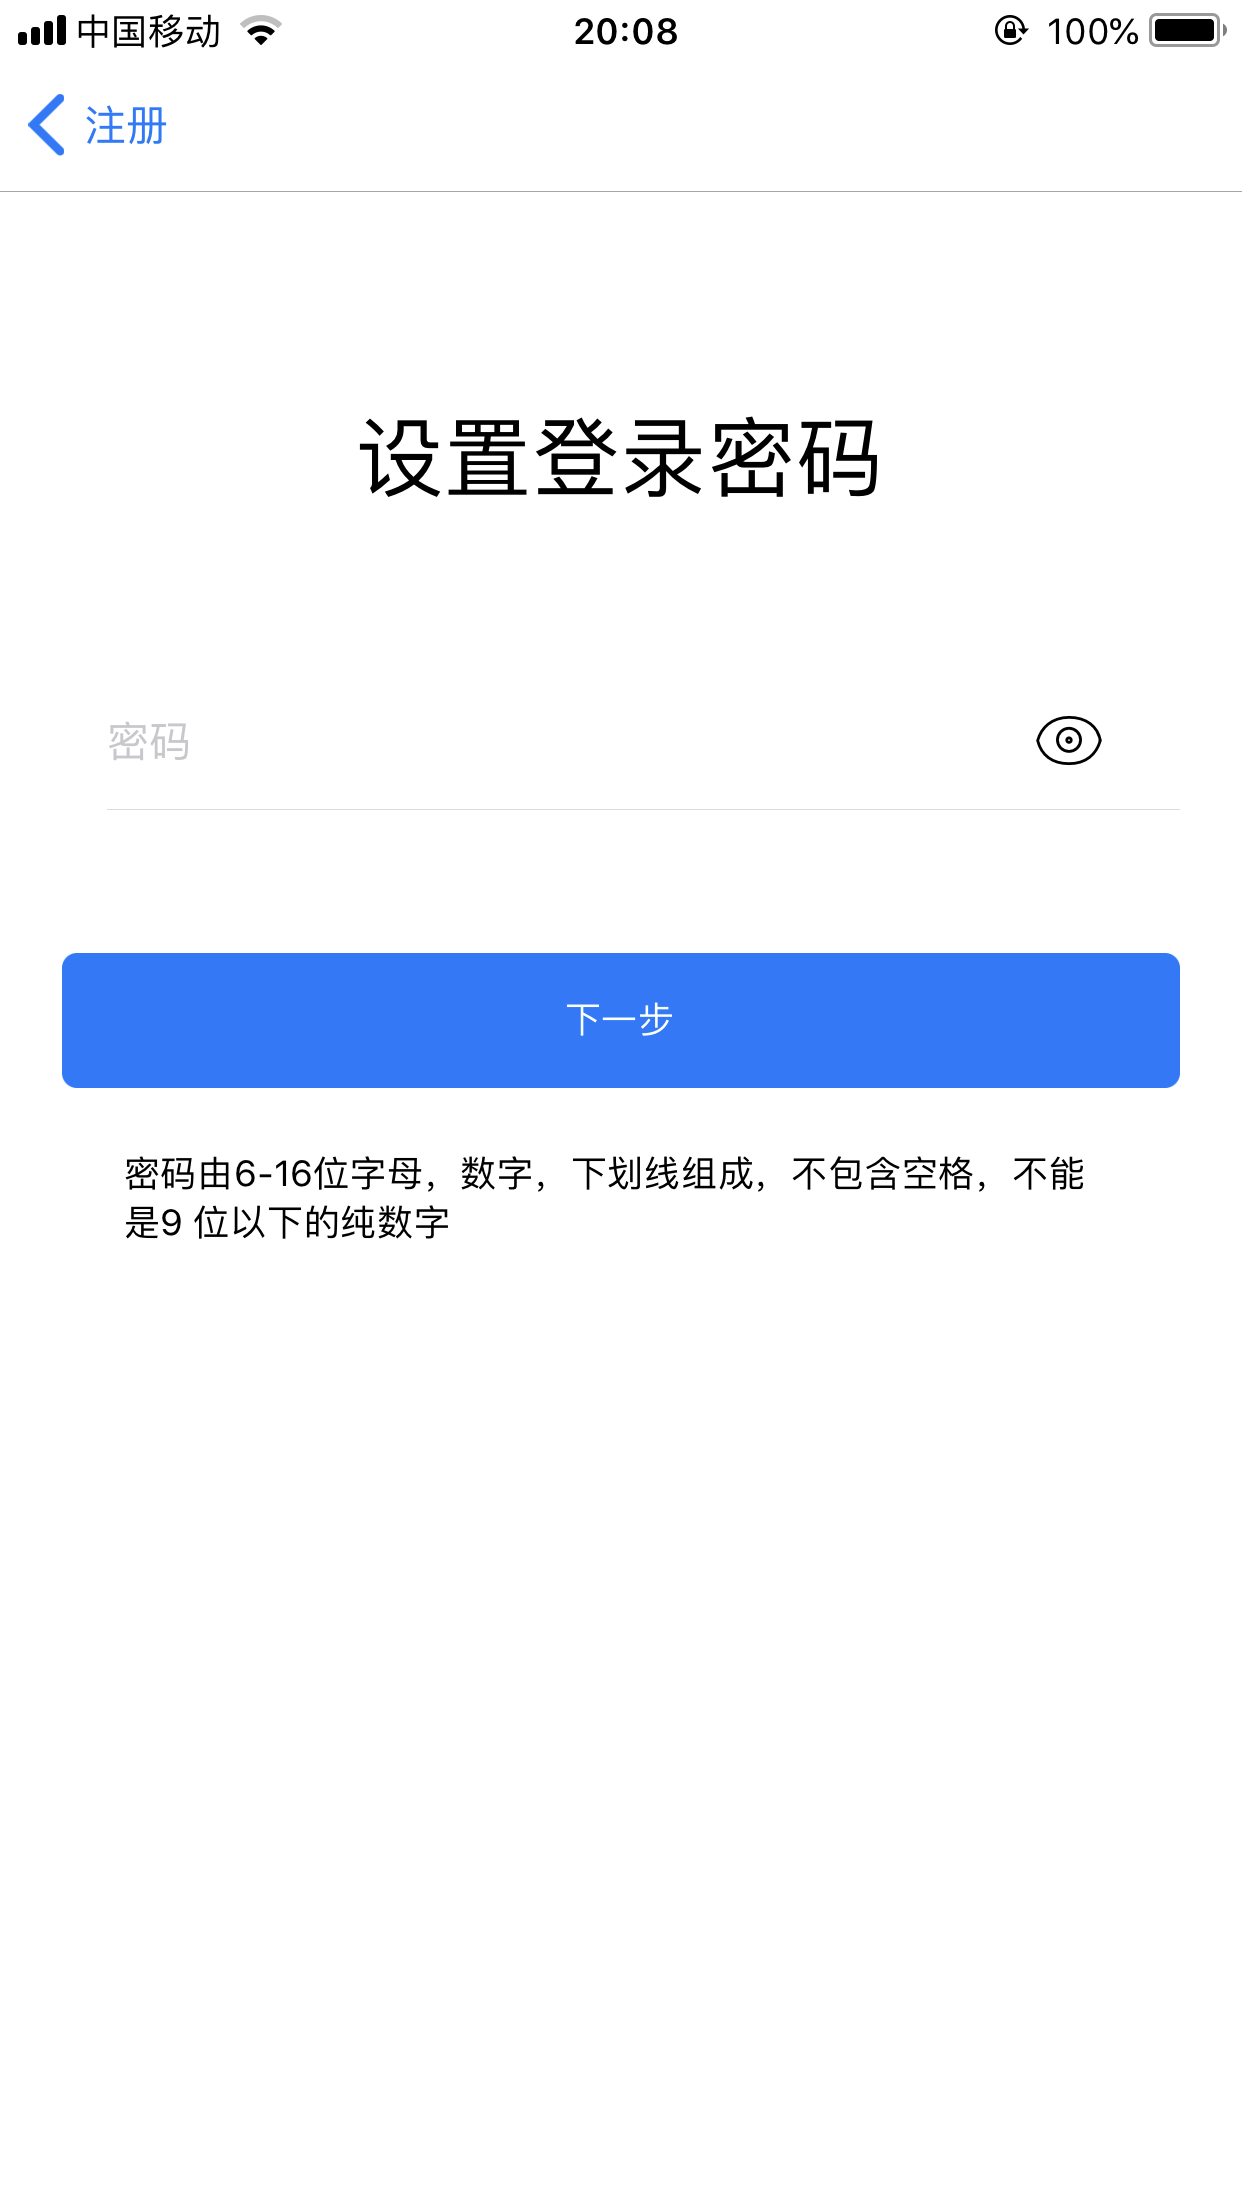 中国移动 20:08 100%
注册
设置登录密码
密码
下一步
密码由6-16位字母，数字，下划线组成，不包含空格，不能
是9 位以下的纯数字